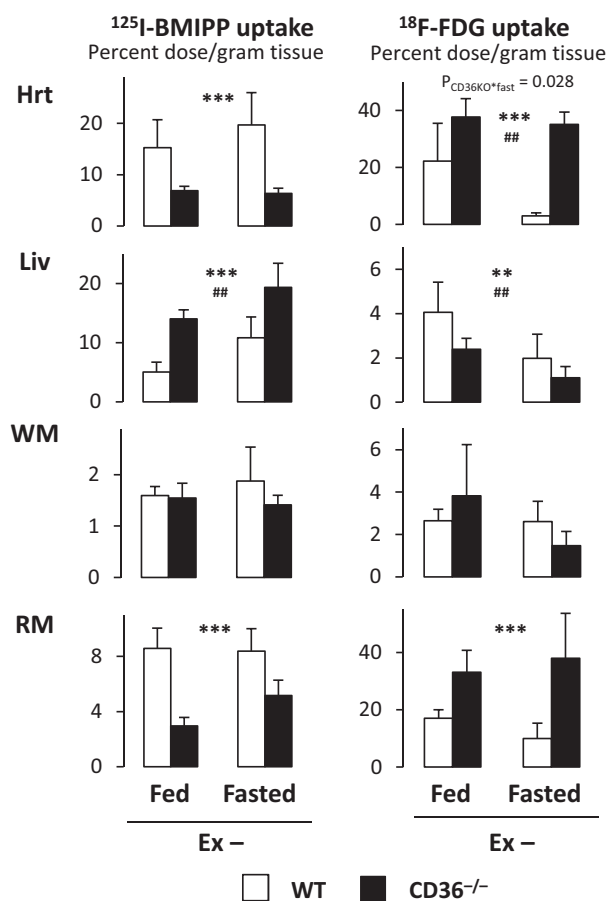 ¹²⁵I-BMIPP uptake
Percent dose/gram tissue
¹⁸F-FDG uptake
Percent dose/gram tissue
Hrt
20
10
0
***
P_CD36KO*fast = 0.028
40
20
0
***
##
Liv
20
10
0
***
##
6
4
2
0
**
##
WM
2
1
0
6
4
2
0
RM
8
4
0
***
40
20
0
***
Fed Fasted
Ex –
Fed Fasted
Ex –
WT CD36⁻/⁻